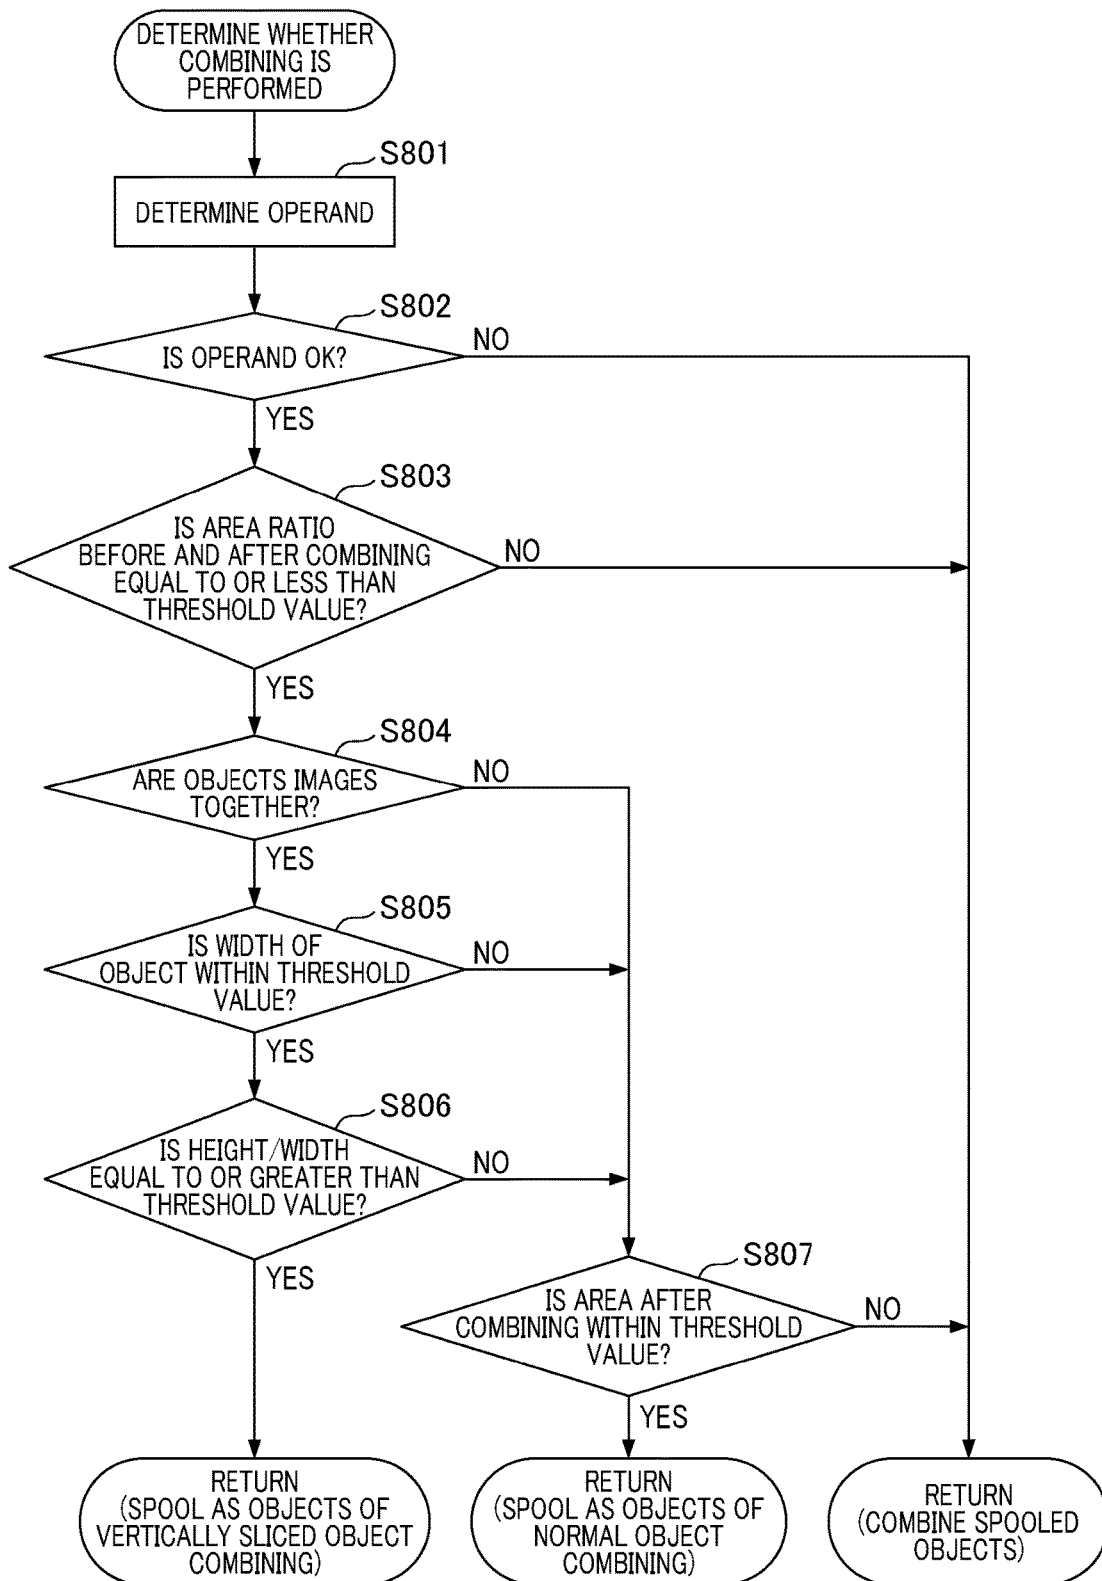 DETERMINE WHETHER
COMBINING IS
PERFORMED
S801
DETERMINE OPERAND
S802
IS OPERAND OK?
NO
YES
S803
IS AREA RATIO
BEFORE AND AFTER COMBINING
EQUAL TO OR LESS THAN
THRESHOLD VALUE?
NO
YES
S804
ARE OBJECTS IMAGES
TOGETHER?
NO
YES
S805
IS WIDTH OF
OBJECT WITHIN THRESHOLD
VALUE?
NO
YES
S806
IS HEIGHT/WIDTH
EQUAL TO OR GREATER THAN
THRESHOLD VALUE?
NO
YES
S807
IS AREA AFTER
COMBINING WITHIN THRESHOLD
VALUE?
NO
YES
RETURN
(SPOOL AS OBJECTS OF
VERTICALLY SLICED OBJECT
COMBINING)
RETURN
(SPOOL AS OBJECTS OF
NORMAL OBJECT
COMBINING)
RETURN
(COMBINE SPOOLED
OBJECTS)